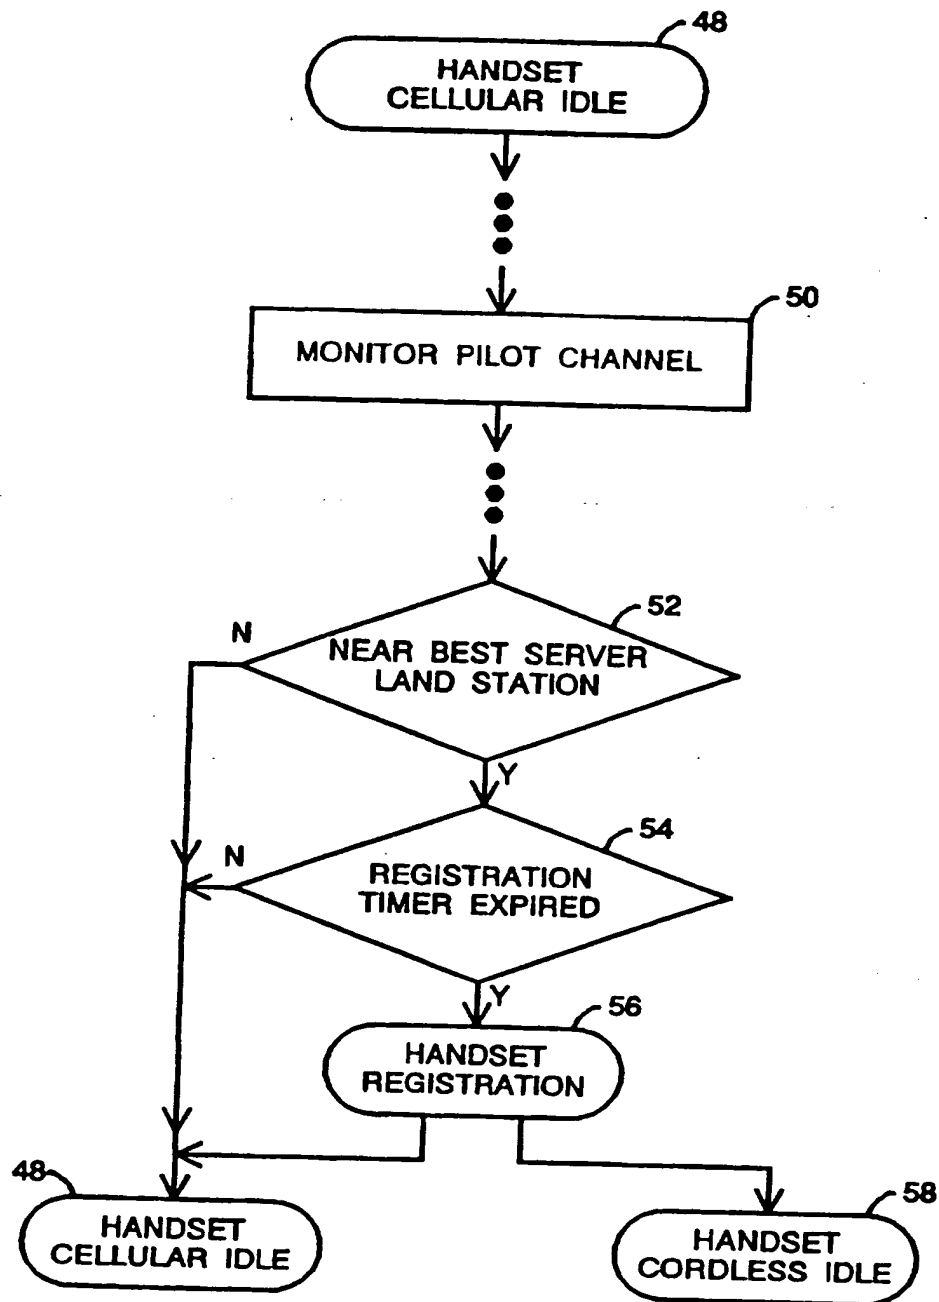 48
HANDSET
CELLULAR IDLE
50
MONITOR PILOT CHANNEL
52
N
NEAR BEST SERVER
LAND STATION
Y
54
N
REGISTRATION
TIMER EXPIRED
Y
56
HANDSET
REGISTRATION
48
HANDSET
CELLULAR IDLE
58
HANDSET
CORDLESS IDLE